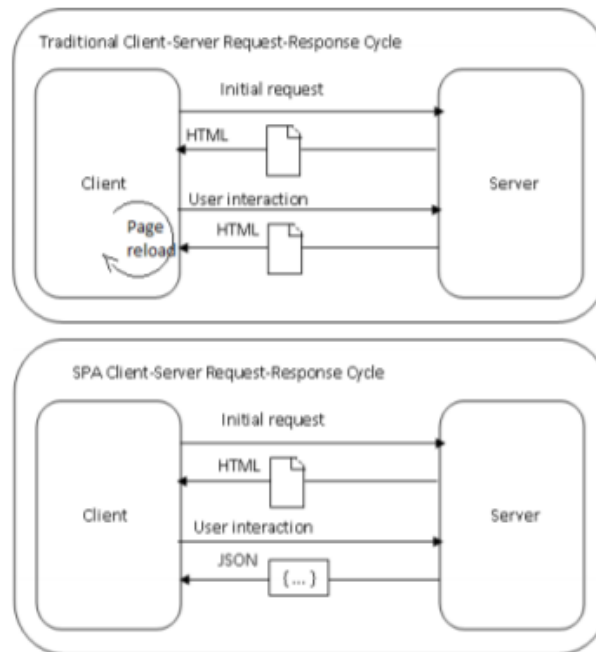 Traditional Client-Server Request-Response Cycle
Initial request
HTML
Client
Server
User interaction
Page
reload
HTML
SPA Client-Server Request-Response Cycle
Initial request
HTML
Client
Server
User interaction
JSON
{...}